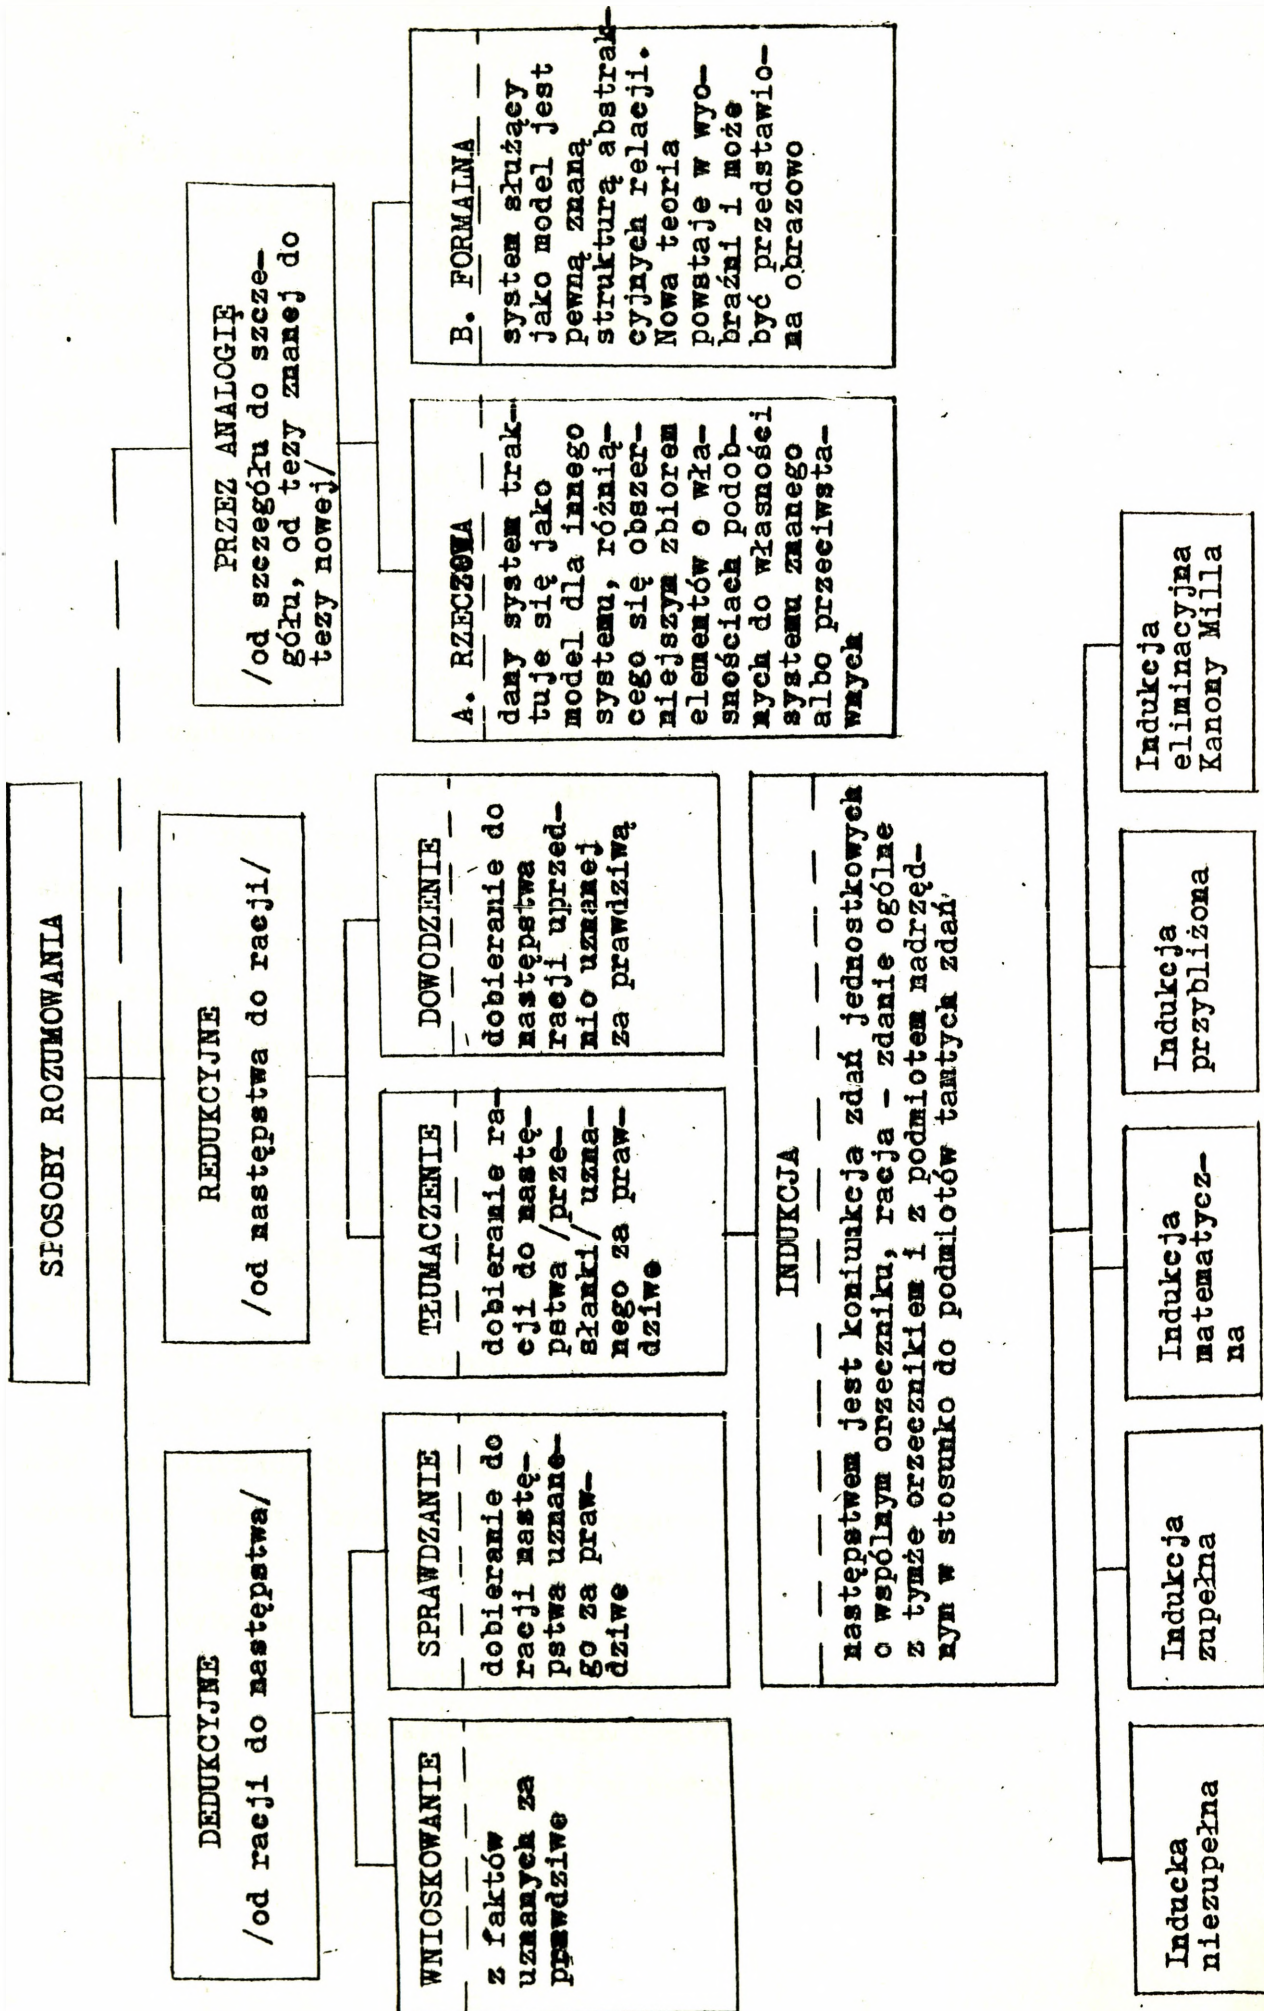 SPOSOBY ROZUMOWANIA
DEDUKCYJNE
/od racji do następstwa/
REDUKCYJNE
/od następstwa do racji/
PRZEZ ANALOGIĘ
/od szczegółu do szcze-
gółu, od tezy znanej do
tezy nowej/
WNIOSKOWANIE
z faktów
uznanych za
prawdziwe
SPRAWDZANIE
dobieranie do
racji nastę-
pstwa uznane-
go za praw-
dziwe
TŁUMACZENIE
dobieranie ra-
cji do nastę-
pstwa /prze-
słanki/ uzna-
nego za praw-
dziwe
DOWODZENIE
dobieranie do
następstwa
racji uprzed-
nio uznanej
za prawdziwą
A. RZECZOWA
dany system trak-
tuje się jako
model dla innego
systemu, różnią-
cego się obszer-
niejszym zbiorem
elementów o wła-
snościach podob-
nych do własności
systemu znanego
albo przeciwsta-
wnych
B. FORMALNA
system służący
jako model jest
pewną znaną
strukturą abstrak-
cyjnych relacji.
Nowa teoria
powstaje w wyo-
braźni i może
być przedstawio-
na obrazowo
INDUKCJA
następstwem jest koniunkcja zdań jednostkowych
o wspólnym orzeczniku, racja - zdanie ogólne
z tymże orzecznikiem i z podmiotem nadrzęd-
nym w stosunko do podmiotów tamtych zdań
Inducka
niezupełna
Indukcja
zupełna
Indukcja
matematycz-
na
Indukcja
przybliżona
Indukcja
eliminacyjna
Kanony Milla